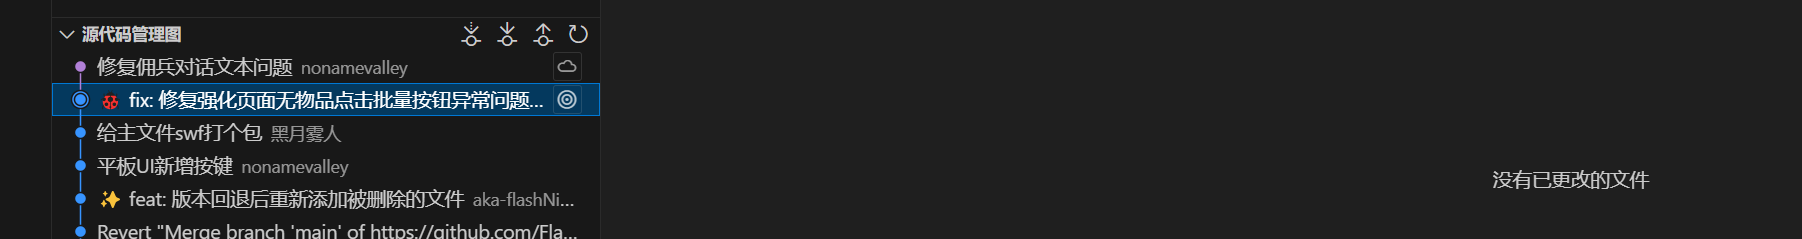 源代码管理图
修复佣兵对话文本问题 nonamevalley
fix: 修复强化页面无物品点击批量按钮异常问题...
给主文件swf打个包 黑月雾人
平板UI新增按键 nonamevalley
没有已更改的文件
feat: 版本回退后重新添加被删除的文件 aka-flashNi...
Revert "Merge branch 'main' of https://github.com/Fla...